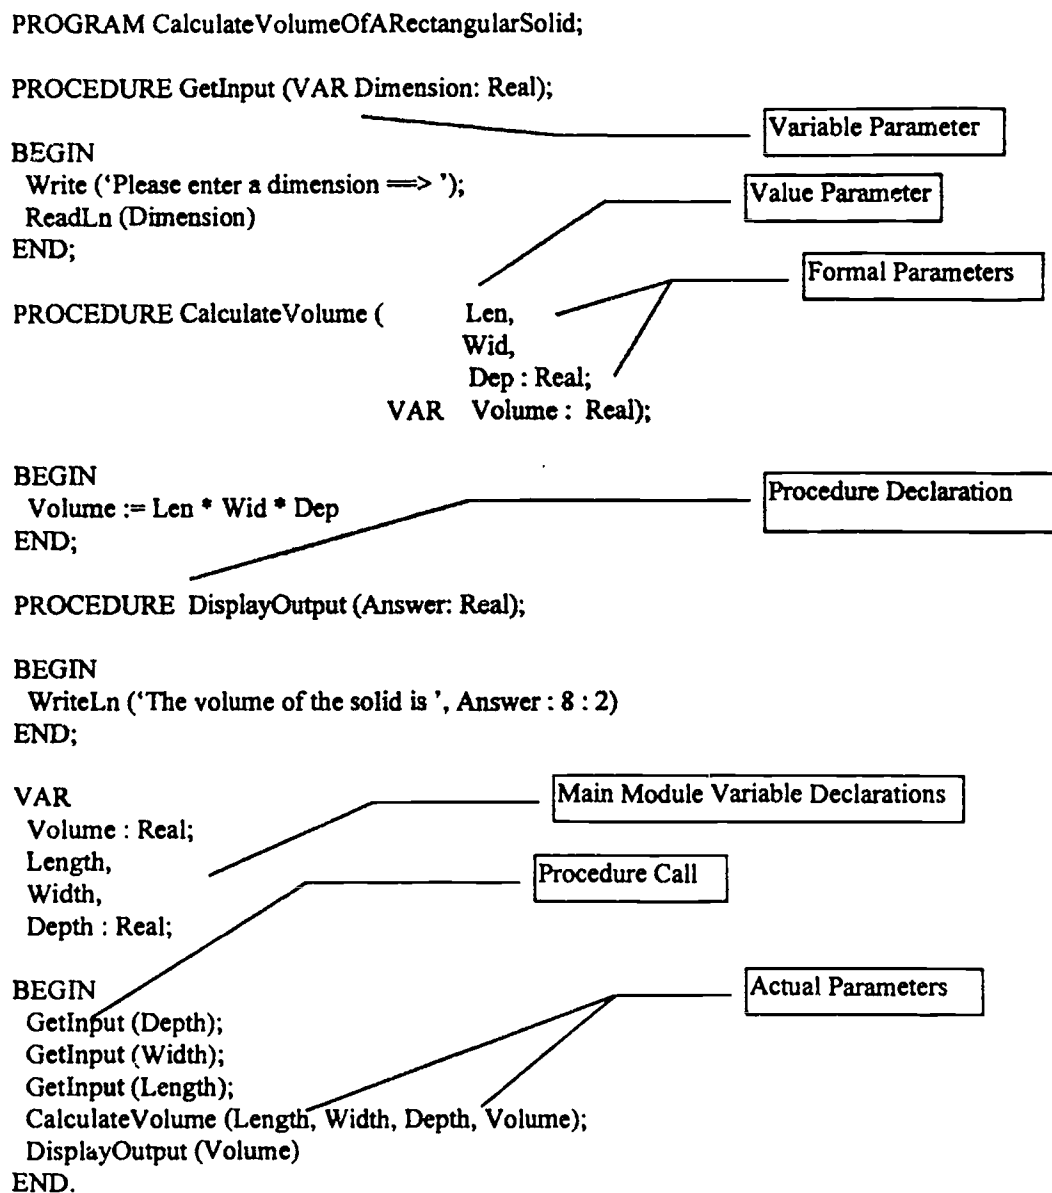 PROGRAM CalculateVolumeOfARectangularSolid;
PROCEDURE GetInput (VAR Dimension: Real);
Variable Parameter
BEGIN
Write (‘Please enter a dimension ==> ’);
Value Parameter
ReadLn (Dimension)
END;
Formal Parameters
PROCEDURE CalculateVolume ( Len,
Wid,
Dep : Real;
VAR Volume : Real);
BEGIN
Procedure Declaration
Volume := Len * Wid * Dep
END;
PROCEDURE DisplayOutput (Answer: Real);
BEGIN
WriteLn (‘The volume of the solid is ’, Answer : 8 : 2)
END;
VAR
Main Module Variable Declarations
Volume : Real;
Length,
Procedure Call
Width,
Depth : Real;
BEGIN
Actual Parameters
GetInput (Depth);
GetInput (Width);
GetInput (Length);
CalculateVolume (Length, Width, Depth, Volume);
DisplayOutput (Volume)
END.